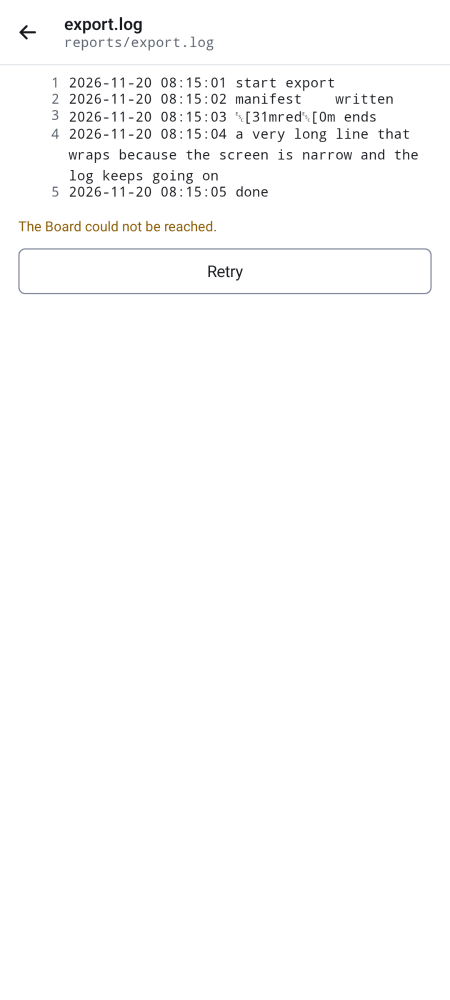 export.log
reports/export.log
1 2026-11-20 08:15:01 start export
2 2026-11-20 08:15:02 manifest    written
3 2026-11-20 08:15:03 ␛[31mred␛[0m ends
4 2026-11-20 08:15:04 a very long line that
wraps because the screen is narrow and the
log keeps going on
5 2026-11-20 08:15:05 done
The Board could not be reached.
Retry